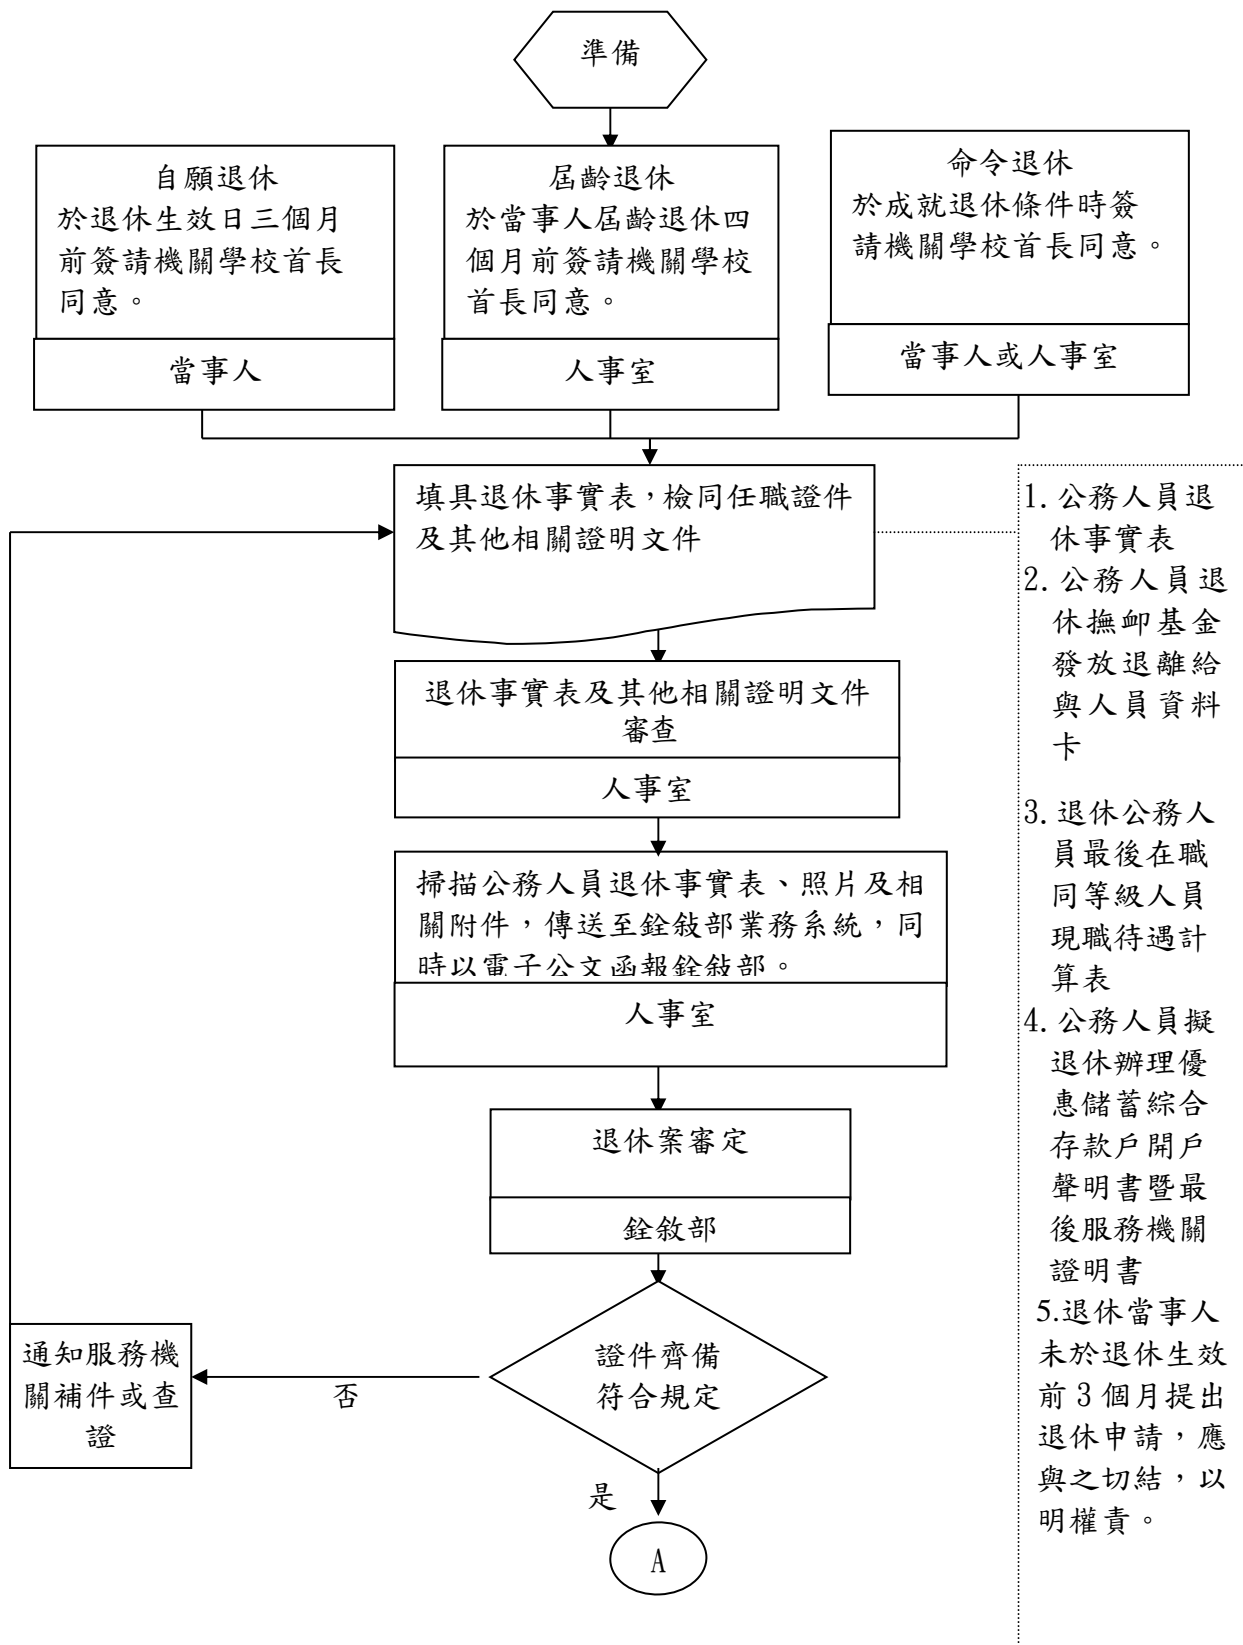 準備
自願退休
於退休生效日三個月
前簽請機關學校首長
同意。
當事人
屆齡退休
於當事人屆齡退休四
個月前簽請機關學校
首長同意。
人事室
命令退休
於成就退休條件時簽
請機關學校首長同意。
當事人或人事室
填具退休事實表，檢同任職證件
及其他相關證明文件
退休事實表及其他相關證明文件
審查
人事室
掃描公務人員退休事實表、照片及相
關附件，傳送至銓敍部業務系統，同
時以電子公文函報銓敍部。
人事室
退休案審定
銓敘部
證件齊備
符合規定
否
通知服務機
關補件或查
證
是
A
1. 公務人員退
休事實表
2. 公務人員退
休撫卹基金
發放退離給
與人員資料
卡
3. 退休公務人
員最後在職
同等級人員
現職待遇計
算表
4. 公務人員擬
退休辦理優
惠儲蓄綜合
存款戶開戶
聲明書暨最
後服務機關
證明書
5.退休當事人
未於退休生效
前3個月提出
退休申請，應
與之切結，以
明權責。